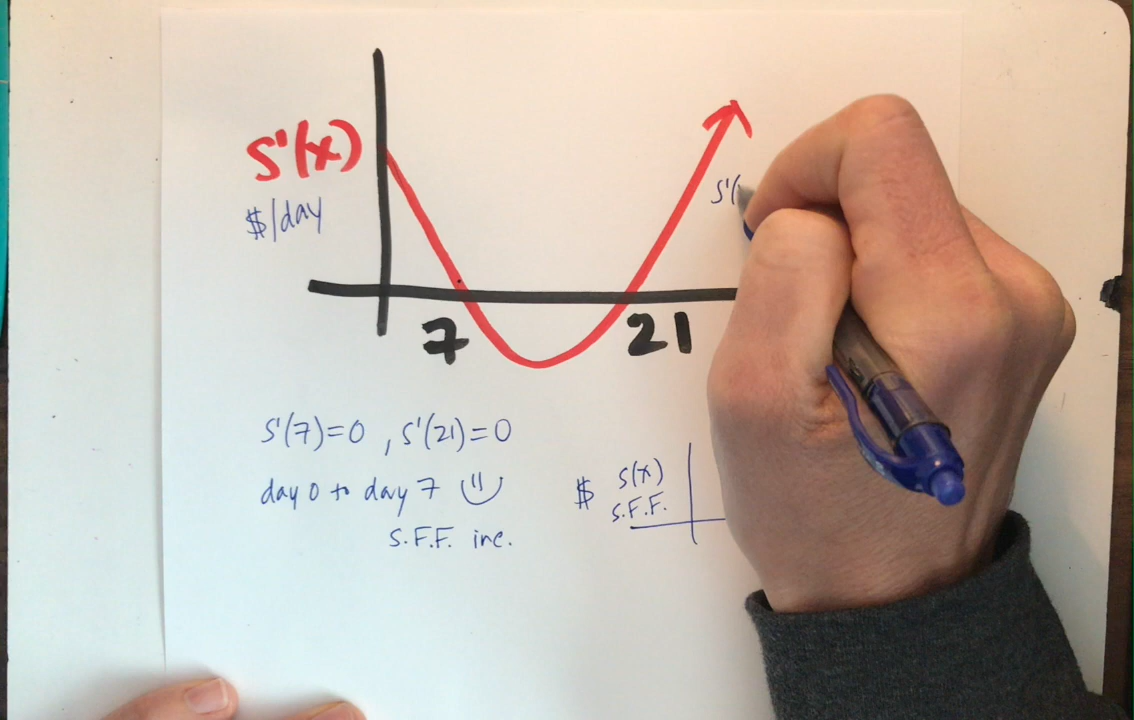 S'(x)
$/day
S'(
7
21
S'(7)=0 , S'(21)=0
day 0 to day 7
S.F.F. inc.
$ S(x)
S.F.F.